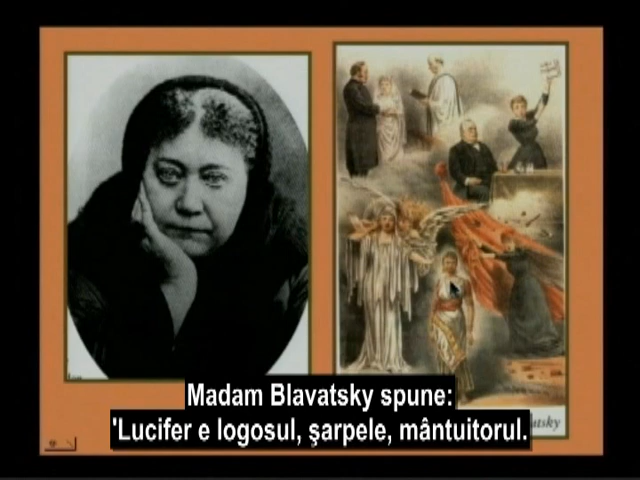 Madam Blavatsky spune:
'Lucifer e logosul, şarpele, mântuitorul.